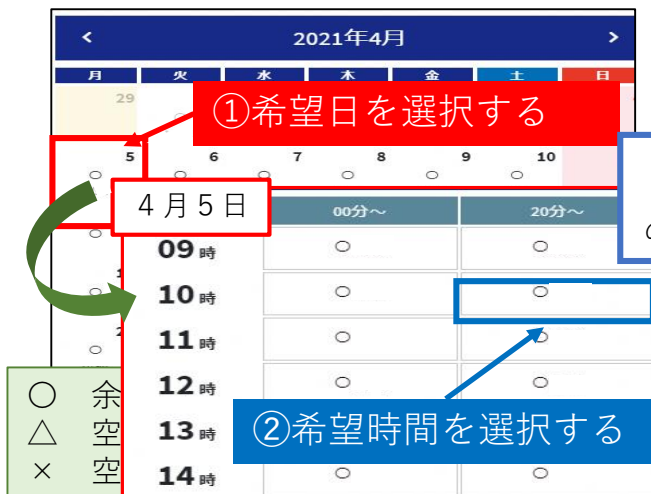 < 2021年4月 >
月 火 水 木 金 土 日
29
①希望日を選択する
5 6 7 8 9 10
○ ○ ○ ○ ○ ○
4月5日
00分～ 20分～
09時 ○ ○
10時 ○ ○
11時 ○ ○
12時 ○ ○
13時
②希望時間を選択する
14時 ○ ○
○ 余
△ 空
× 空